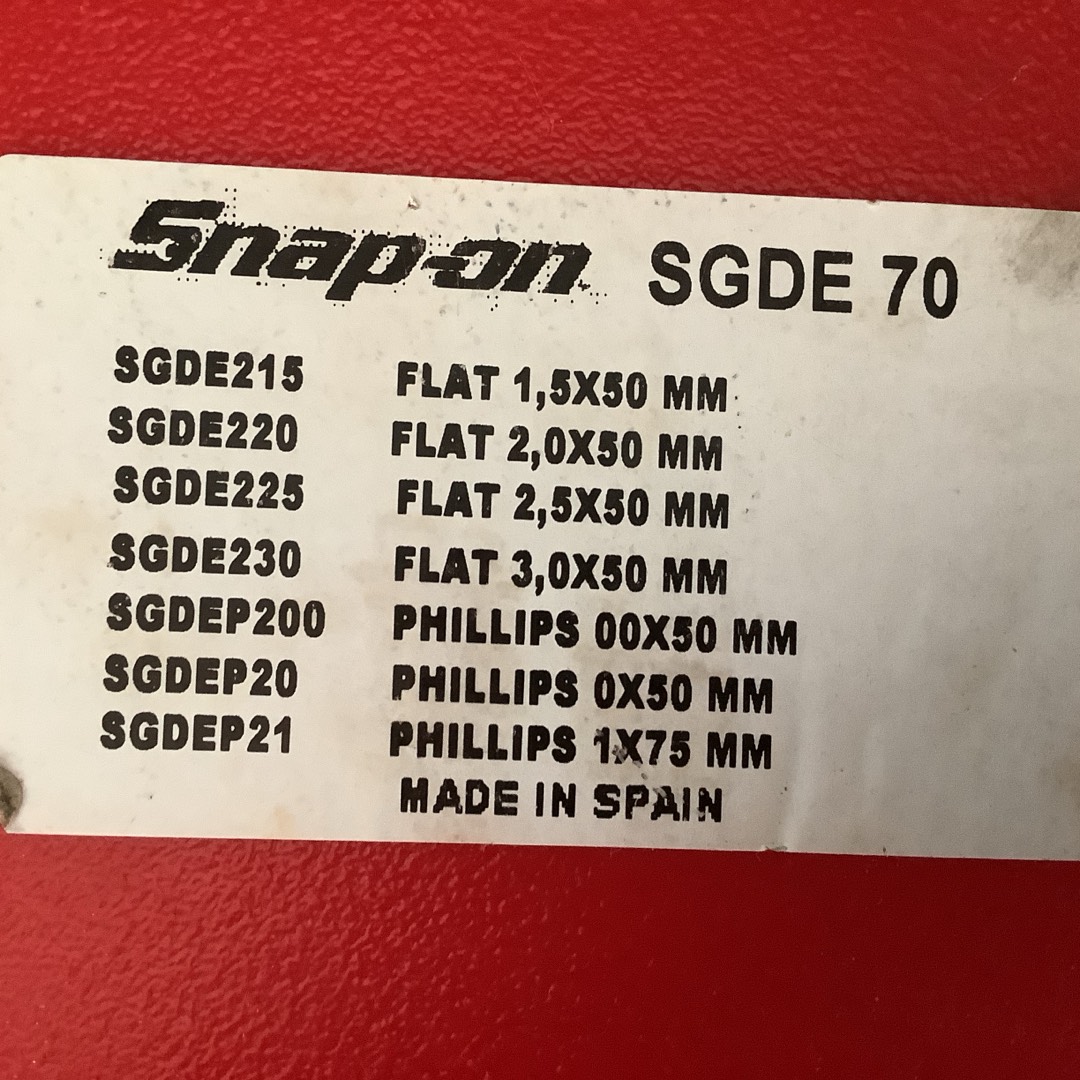 Snap-on SGDE 70
SGDE215 FLAT 1,5X50 MM
SGDE220 FLAT 2,0X50 MM
SGDE225 FLAT 2,5X50 MM
SGDE230 FLAT 3,0X50 MM
SGDEP200 PHILLIPS 00X50 MM
SGDEP20 PHILLIPS 0X50 MM
SGDEP21 PHILLIPS 1X75 MM
MADE IN SPAIN